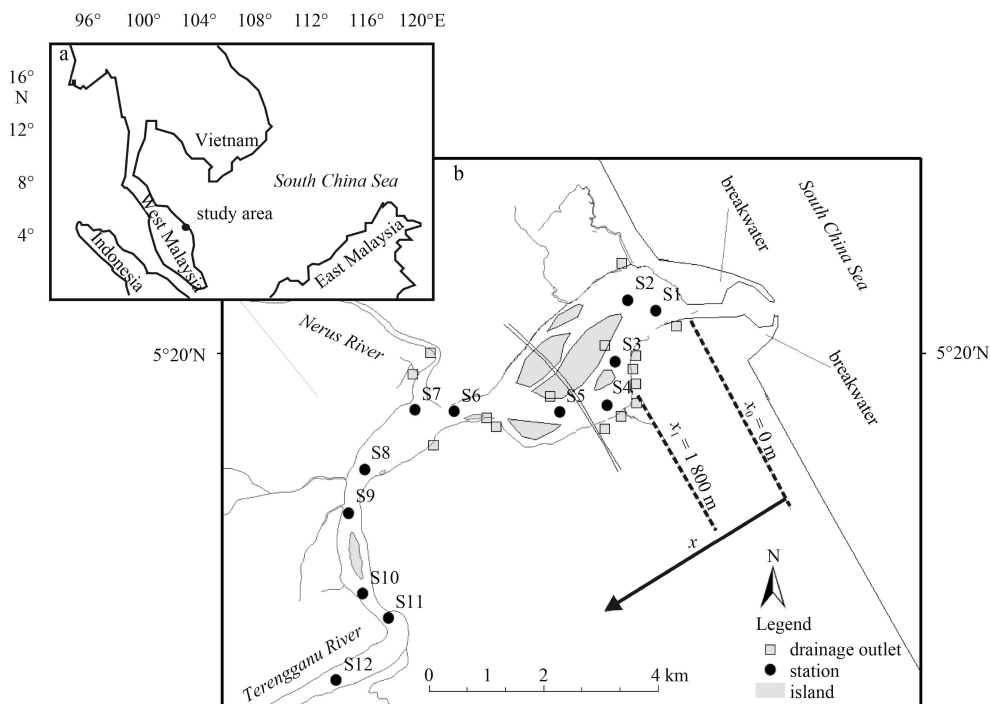 96° 100° 104° 108° 112° 116° 120°E
a
16°
N
12°
8°
4°
Vietnam
South China Sea
study area
West Malaysia
Indonesia
East Malaysia
b
breakwater
South China Sea
S2
S1
Nerus River
5°20′N
S3
5°20′N
breakwater
S7
S6
S5
S4
x₀ = 0 m
x₁ = 1 800 m
S8
S9
x
N
S10
S11
Legend
drainage outlet
station
island
Terengganu River
S12
0 1 2 4 km